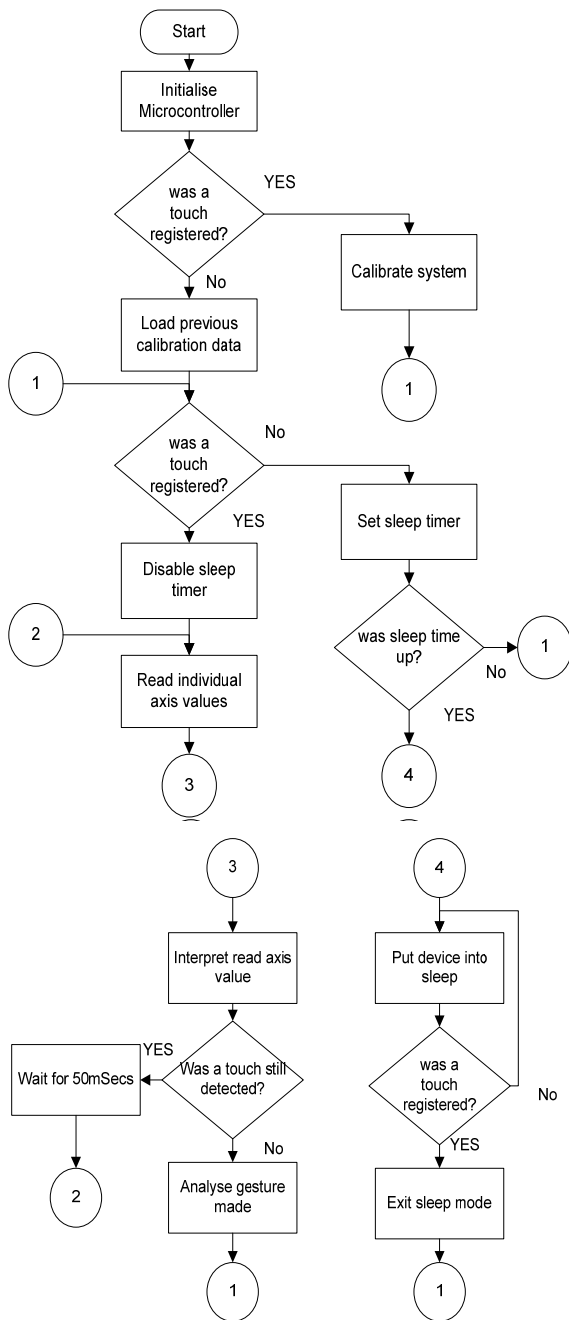 Start
Initialise
Microcontroller
was a
touch
registered?
YES
No
Calibrate system
Load previous
calibration data
1
1
was a
touch
registered?
No
YES
Set sleep timer
Disable sleep
timer
2
was sleep time
up?
No
1
YES
Read individual
axis values
3
4
3
4
Interpret read axis
value
Put device into
sleep
Was a touch still
detected?
YES
Wait for 50mSecs
No
was a
touch
registered?
No
YES
2
Analyse gesture
made
Exit sleep mode
1
1